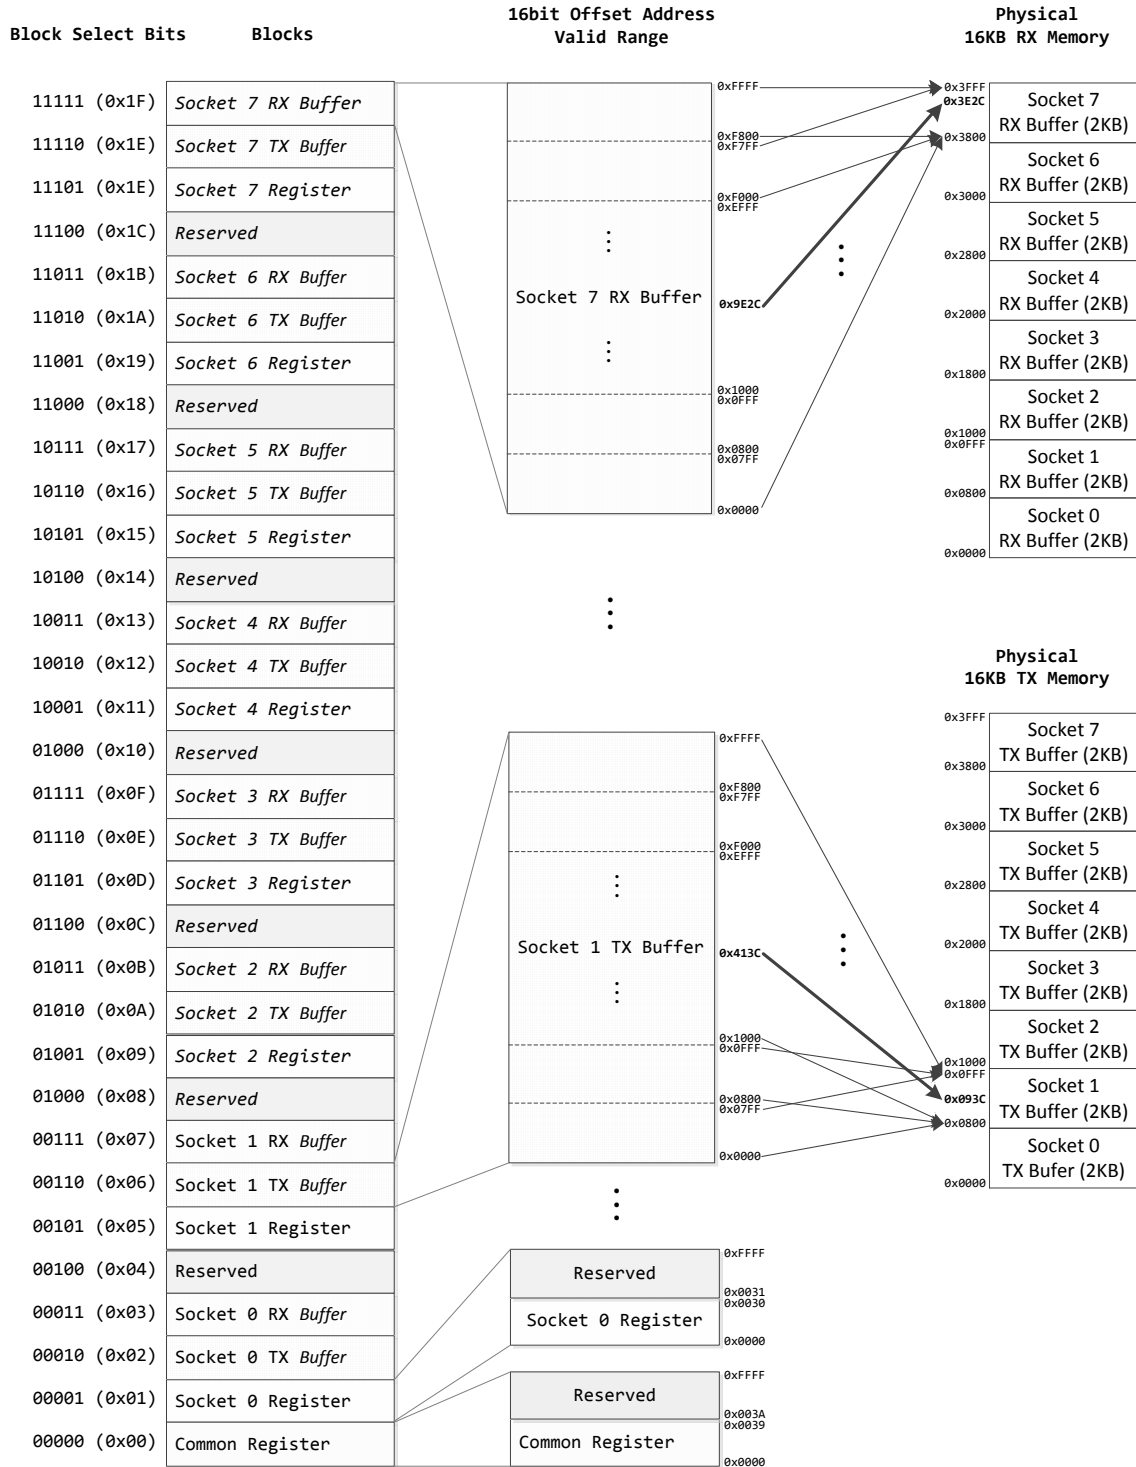 Block Select Bits
Blocks
16bit Offset Address
Valid Range
Physical
16KB RX Memory
11111 (0x1F) Socket 7 RX Buffer
11110 (0x1E) Socket 7 TX Buffer
11101 (0x1E) Socket 7 Register
11100 (0x1C) Reserved
11011 (0x1B) Socket 6 RX Buffer
11010 (0x1A) Socket 6 TX Buffer
11001 (0x19) Socket 6 Register
11000 (0x18) Reserved
10111 (0x17) Socket 5 RX Buffer
10110 (0x16) Socket 5 TX Buffer
10101 (0x15) Socket 5 Register
10100 (0x14) Reserved
10011 (0x13) Socket 4 RX Buffer
10010 (0x12) Socket 4 TX Buffer
10001 (0x11) Socket 4 Register
01000 (0x10) Reserved
01111 (0x0F) Socket 3 RX Buffer
01110 (0x0E) Socket 3 TX Buffer
01101 (0x0D) Socket 3 Register
01100 (0x0C) Reserved
01011 (0x0B) Socket 2 RX Buffer
01010 (0x0A) Socket 2 TX Buffer
01001 (0x09) Socket 2 Register
01000 (0x08) Reserved
00111 (0x07) Socket 1 RX Buffer
00110 (0x06) Socket 1 TX Buffer
00101 (0x05) Socket 1 Register
00100 (0x04) Reserved
00011 (0x03) Socket 0 RX Buffer
00010 (0x02) Socket 0 TX Buffer
00001 (0x01) Socket 0 Register
00000 (0x00) Common Register
0xFFFF
0xF800
0xF7FF
0xF000
0xEFFF
Socket 7 RX Buffer
0x9E2C
0x1000
0x0FFF
0x0800
0x07FF
0x0000
0x3FFF
0x3E2C
Socket 7
RX Buffer (2KB)
0x3800
Socket 6
RX Buffer (2KB)
0x3000
Socket 5
RX Buffer (2KB)
0x2800
Socket 4
RX Buffer (2KB)
0x2000
Socket 3
RX Buffer (2KB)
0x1800
Socket 2
RX Buffer (2KB)
0x1000
0x0FFF
Socket 1
RX Buffer (2KB)
0x0800
Socket 0
RX Buffer (2KB)
0x0000
0xFFFF
0xF800
0xF7FF
0xF000
0xEFFF
Socket 1 TX Buffer
0x413C
0x1000
0x0FFF
0x0800
0x07FF
0x0000
Physical
16KB TX Memory
0x3FFF
Socket 7
TX Buffer (2KB)
0x3800
Socket 6
TX Buffer (2KB)
0x3000
Socket 5
TX Buffer (2KB)
0x2800
Socket 4
TX Buffer (2KB)
0x2000
Socket 3
TX Buffer (2KB)
0x1800
Socket 2
TX Buffer (2KB)
0x1000
0x0FFF
Socket 1
0x093C
TX Buffer (2KB)
0x0800
Socket 0
TX Bufer (2KB)
0x0000
0xFFFF
Reserved
0x0031
0x0030
Socket 0 Register
0x0000
0xFFFF
Reserved
0x003A
0x0039
Common Register
0x0000